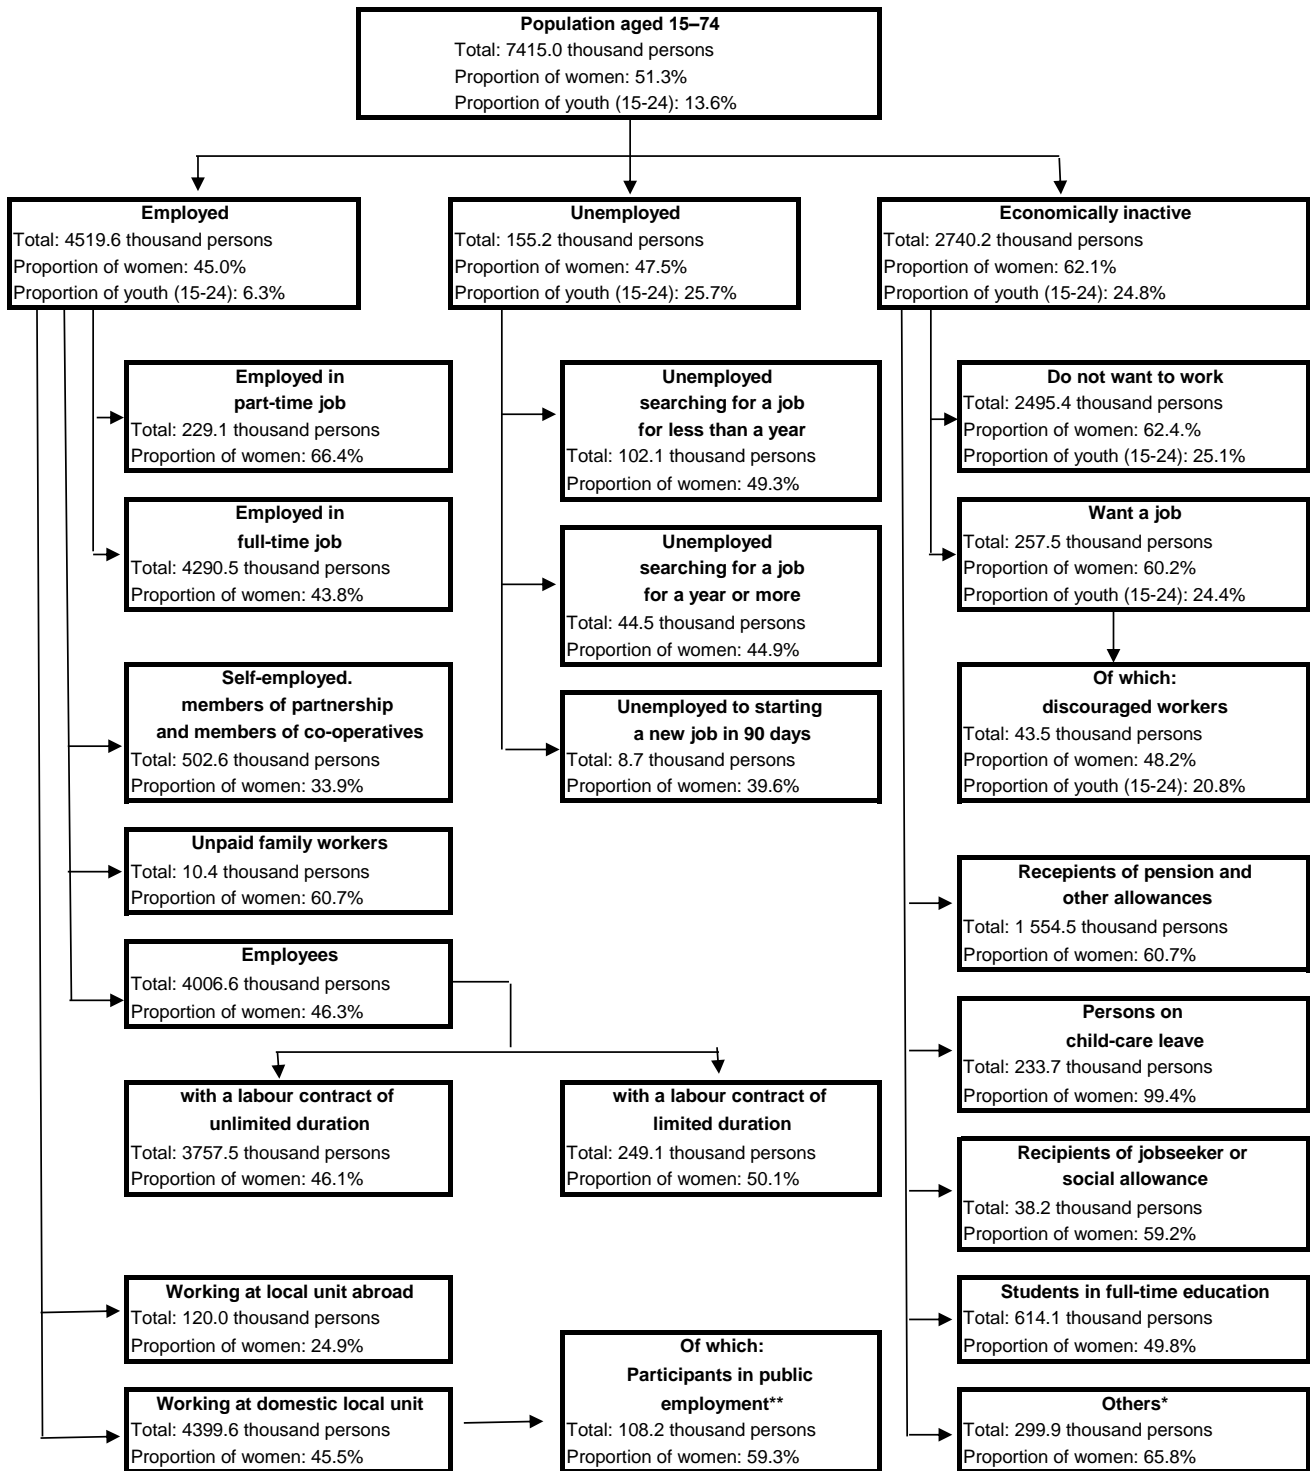 Population aged 15–74
Total: 7415.0 thousand persons
Proportion of women: 51.3%
Proportion of youth (15-24): 13.6%
Employed
Total: 4519.6 thousand persons
Proportion of women: 45.0%
Proportion of youth (15-24): 6.3%
Unemployed
Total: 155.2 thousand persons
Proportion of women: 47.5%
Proportion of youth (15-24): 25.7%
Economically inactive
Total: 2740.2 thousand persons
Proportion of women: 62.1%
Proportion of youth (15-24): 24.8%
Employed in
part-time job
Total: 229.1 thousand persons
Proportion of women: 66.4%
Employed in
full-time job
Total: 4290.5 thousand persons
Proportion of women: 43.8%
Self-employed.
members of partnership
and members of co-operatives
Total: 502.6 thousand persons
Proportion of women: 33.9%
Unpaid family workers
Total: 10.4 thousand persons
Proportion of women: 60.7%
Employees
Total: 4006.6 thousand persons
Proportion of women: 46.3%
with a labour contract of
unlimited duration
Total: 3757.5 thousand persons
Proportion of women: 46.1%
with a labour contract of
limited duration
Total: 249.1 thousand persons
Proportion of women: 50.1%
Working at local unit abroad
Total: 120.0 thousand persons
Proportion of women: 24.9%
Working at domestic local unit
Total: 4399.6 thousand persons
Proportion of women: 45.5%
Of which:
Participants in public
employment**
Total: 108.2 thousand persons
Proportion of women: 59.3%
Unemployed
searching for a job
for less than a year
Total: 102.1 thousand persons
Proportion of women: 49.3%
Unemployed
searching for a job
for a year or more
Total: 44.5 thousand persons
Proportion of women: 44.9%
Unemployed to starting
a new job in 90 days
Total: 8.7 thousand persons
Proportion of women: 39.6%
Do not want to work
Total: 2495.4 thousand persons
Proportion of women: 62.4.%
Proportion of youth (15-24): 25.1%
Want a job
Total: 257.5 thousand persons
Proportion of women: 60.2%
Proportion of youth (15-24): 24.4%
Of which:
discouraged workers
Total: 43.5 thousand persons
Proportion of women: 48.2%
Proportion of youth (15-24): 20.8%
Recepients of pension and
other allowances
Total: 1 554.5 thousand persons
Proportion of women: 60.7%
Persons on
child-care leave
Total: 233.7 thousand persons
Proportion of women: 99.4%
Recipients of jobseeker or
social allowance
Total: 38.2 thousand persons
Proportion of women: 59.2%
Students in full-time education
Total: 614.1 thousand persons
Proportion of women: 49.8%
Others*
Total: 299.9 thousand persons
Proportion of women: 65.8%